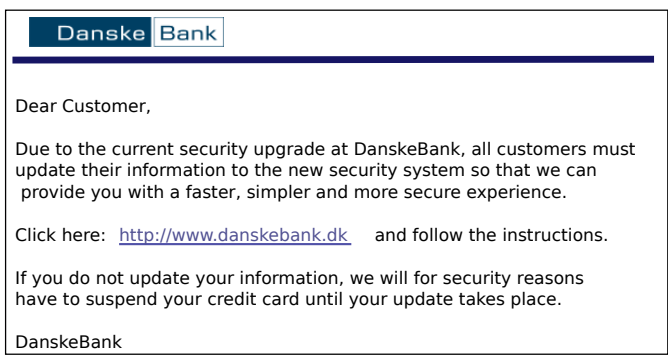 Danske Bank
Dear Customer,
Due to the current security upgrade at DanskeBank, all customers must
update their information to the new security system so that we can
provide you with a faster, simpler and more secure experience.
Click here: http://www.danskebank.dk and follow the instructions.
If you do not update your information, we will for security reasons
have to suspend your credit card until your update takes place.
DanskeBank